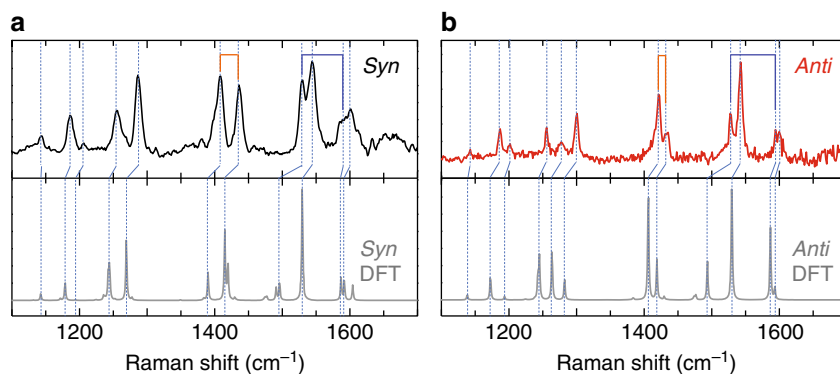 a
b
Syn
Anti
Syn
DFT
Anti
DFT
1200
1400
1600
1200
1400
1600
Raman shift (cm⁻¹)
Raman shift (cm⁻¹)